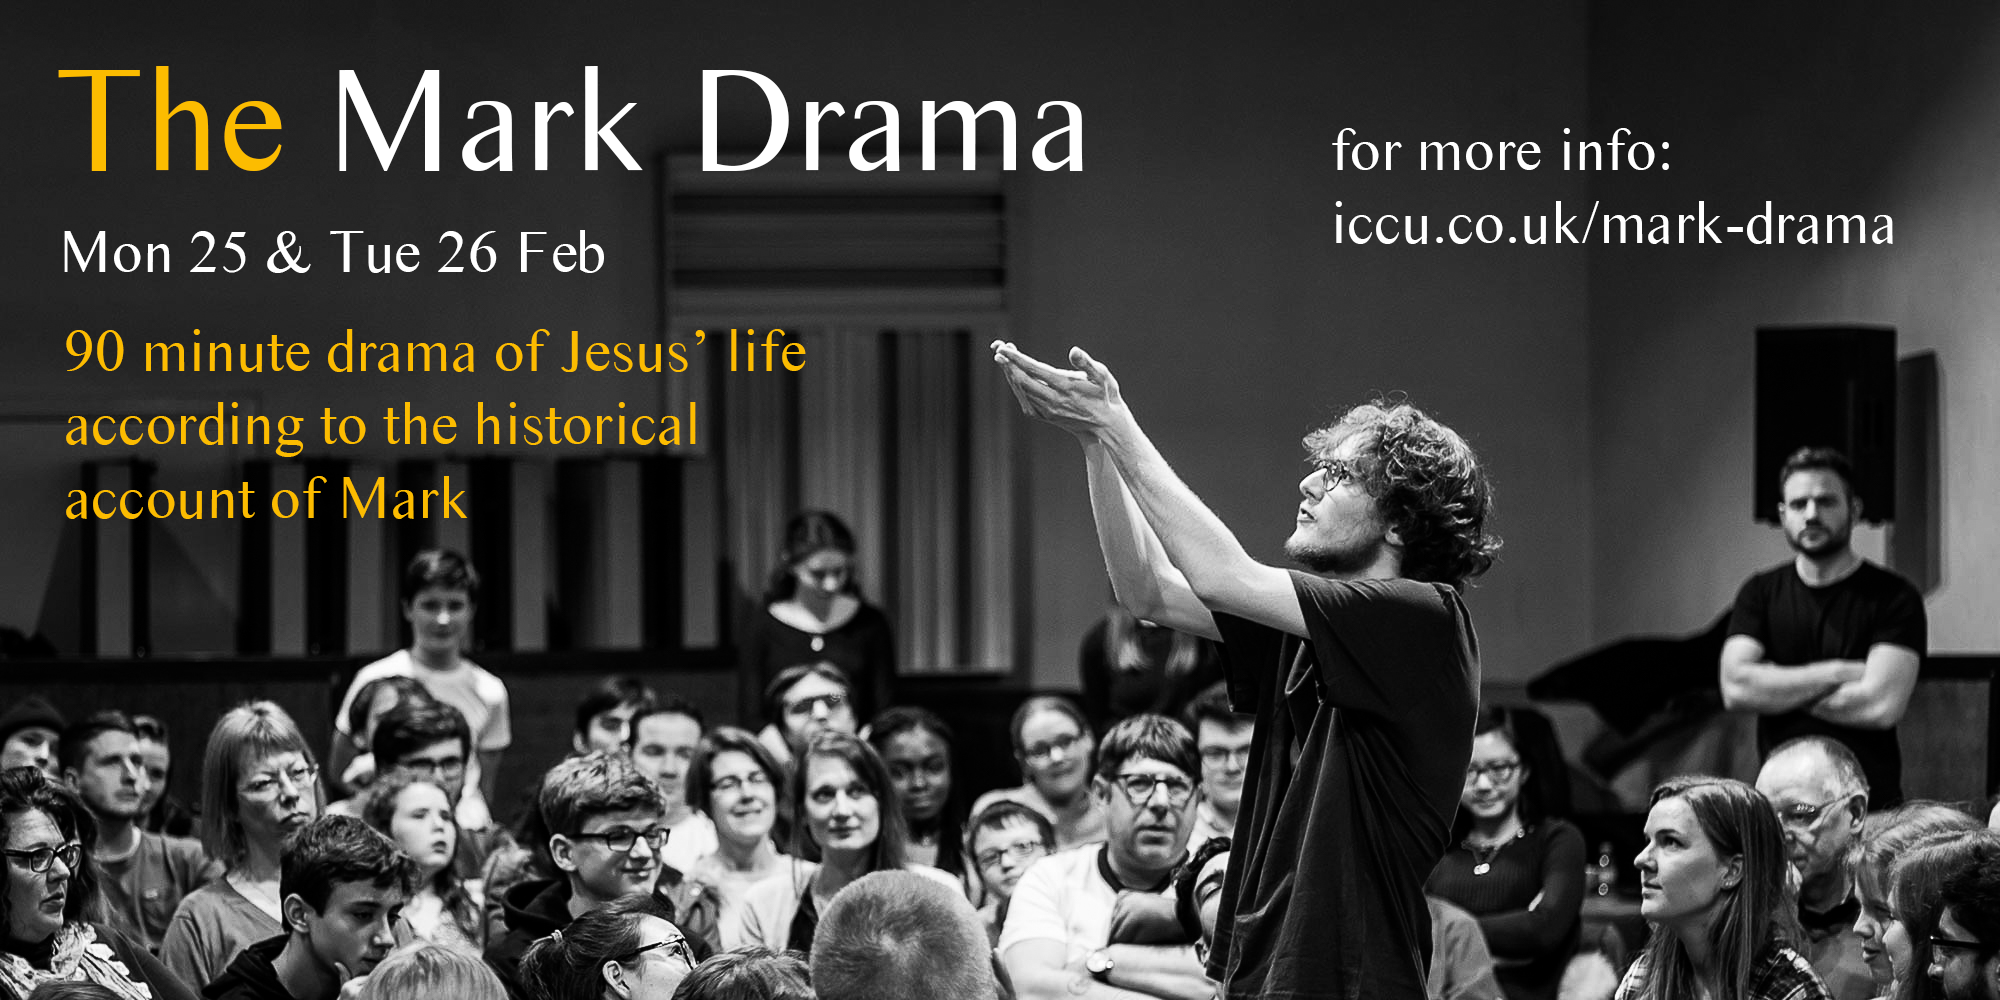 The Mark Drama
Mon 25 & Tue 26 Feb
90 minute drama of Jesus’ life
according to the historical
account of Mark
for more info:
iccu.co.uk/mark-drama